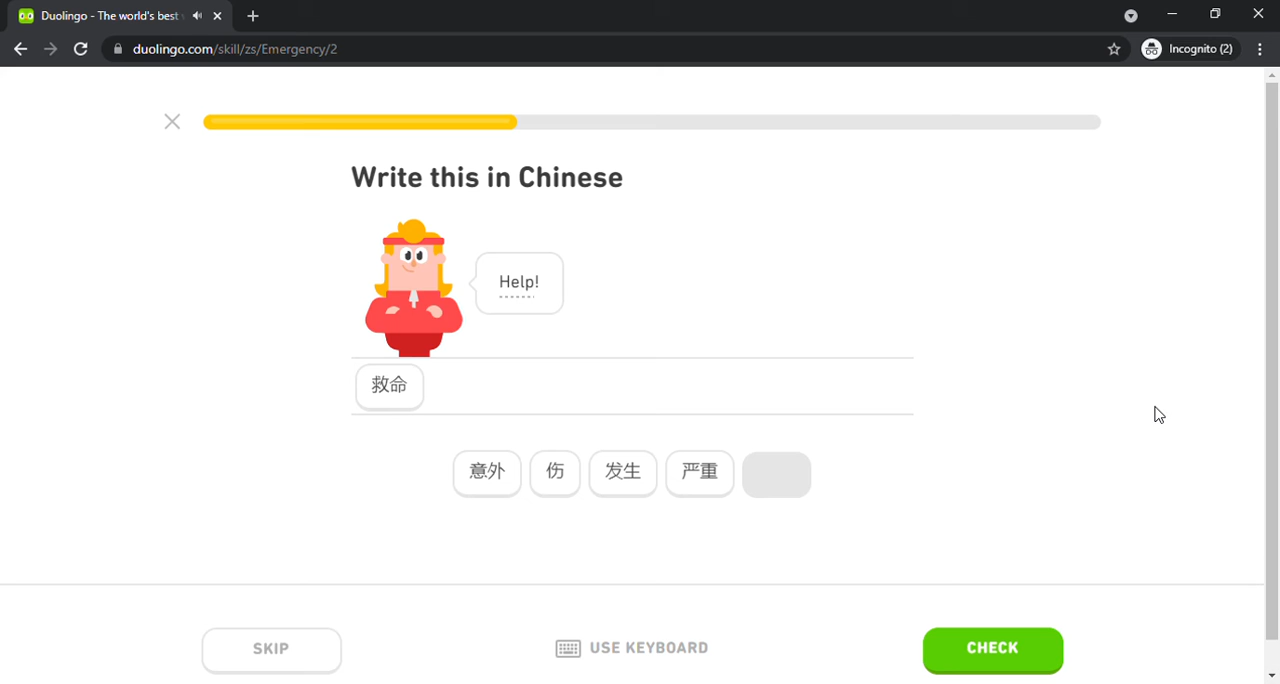 Duolingo - The world's best
duolingo.com/skill/zs/Emergency/2
Incognito (2)
Write this in Chinese
Help!
救命
意外 伤 发生 严重
SKIP
USE KEYBOARD
CHECK